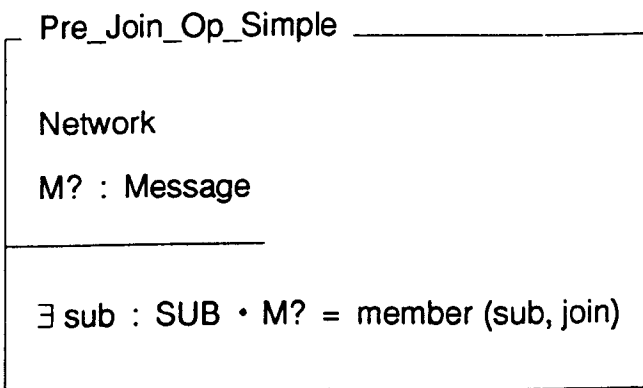 Pre_Join_Op_Simple
Network
M? : Message
∃ sub : SUB • M? = member (sub, join)